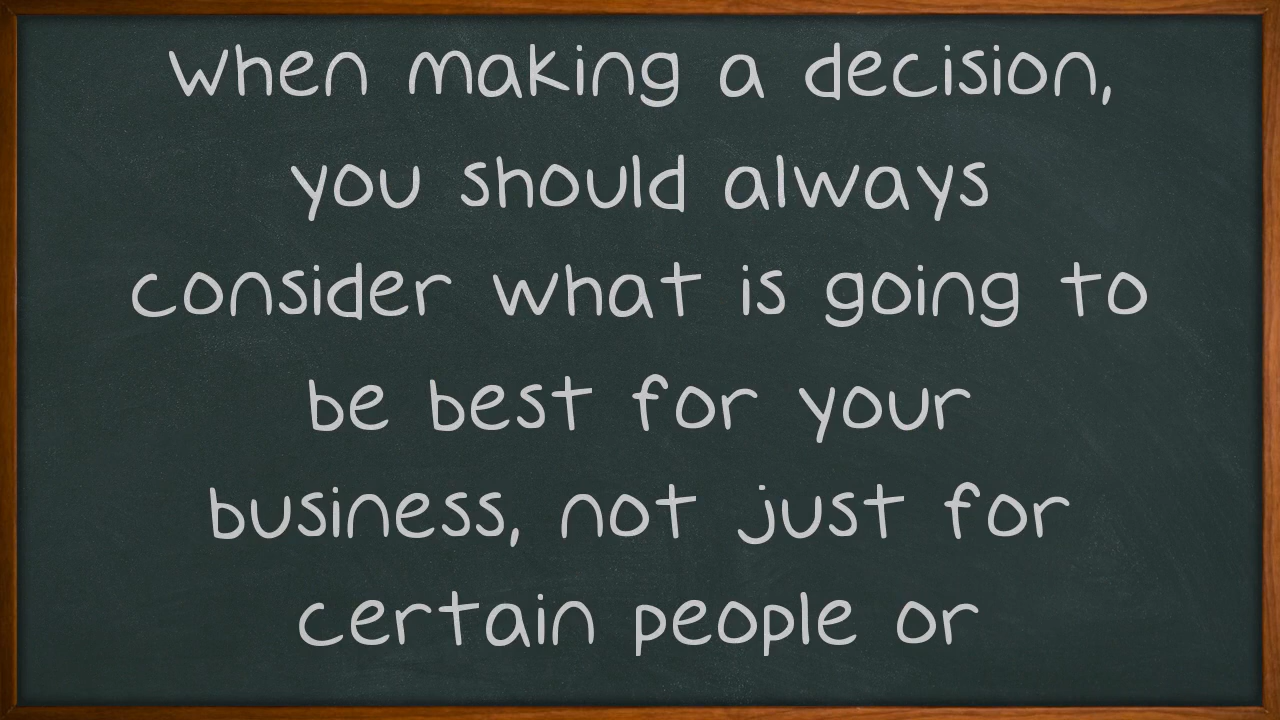 When making a decision,
you should always
consider what is going to
be best for your
business, not just for
certain people or